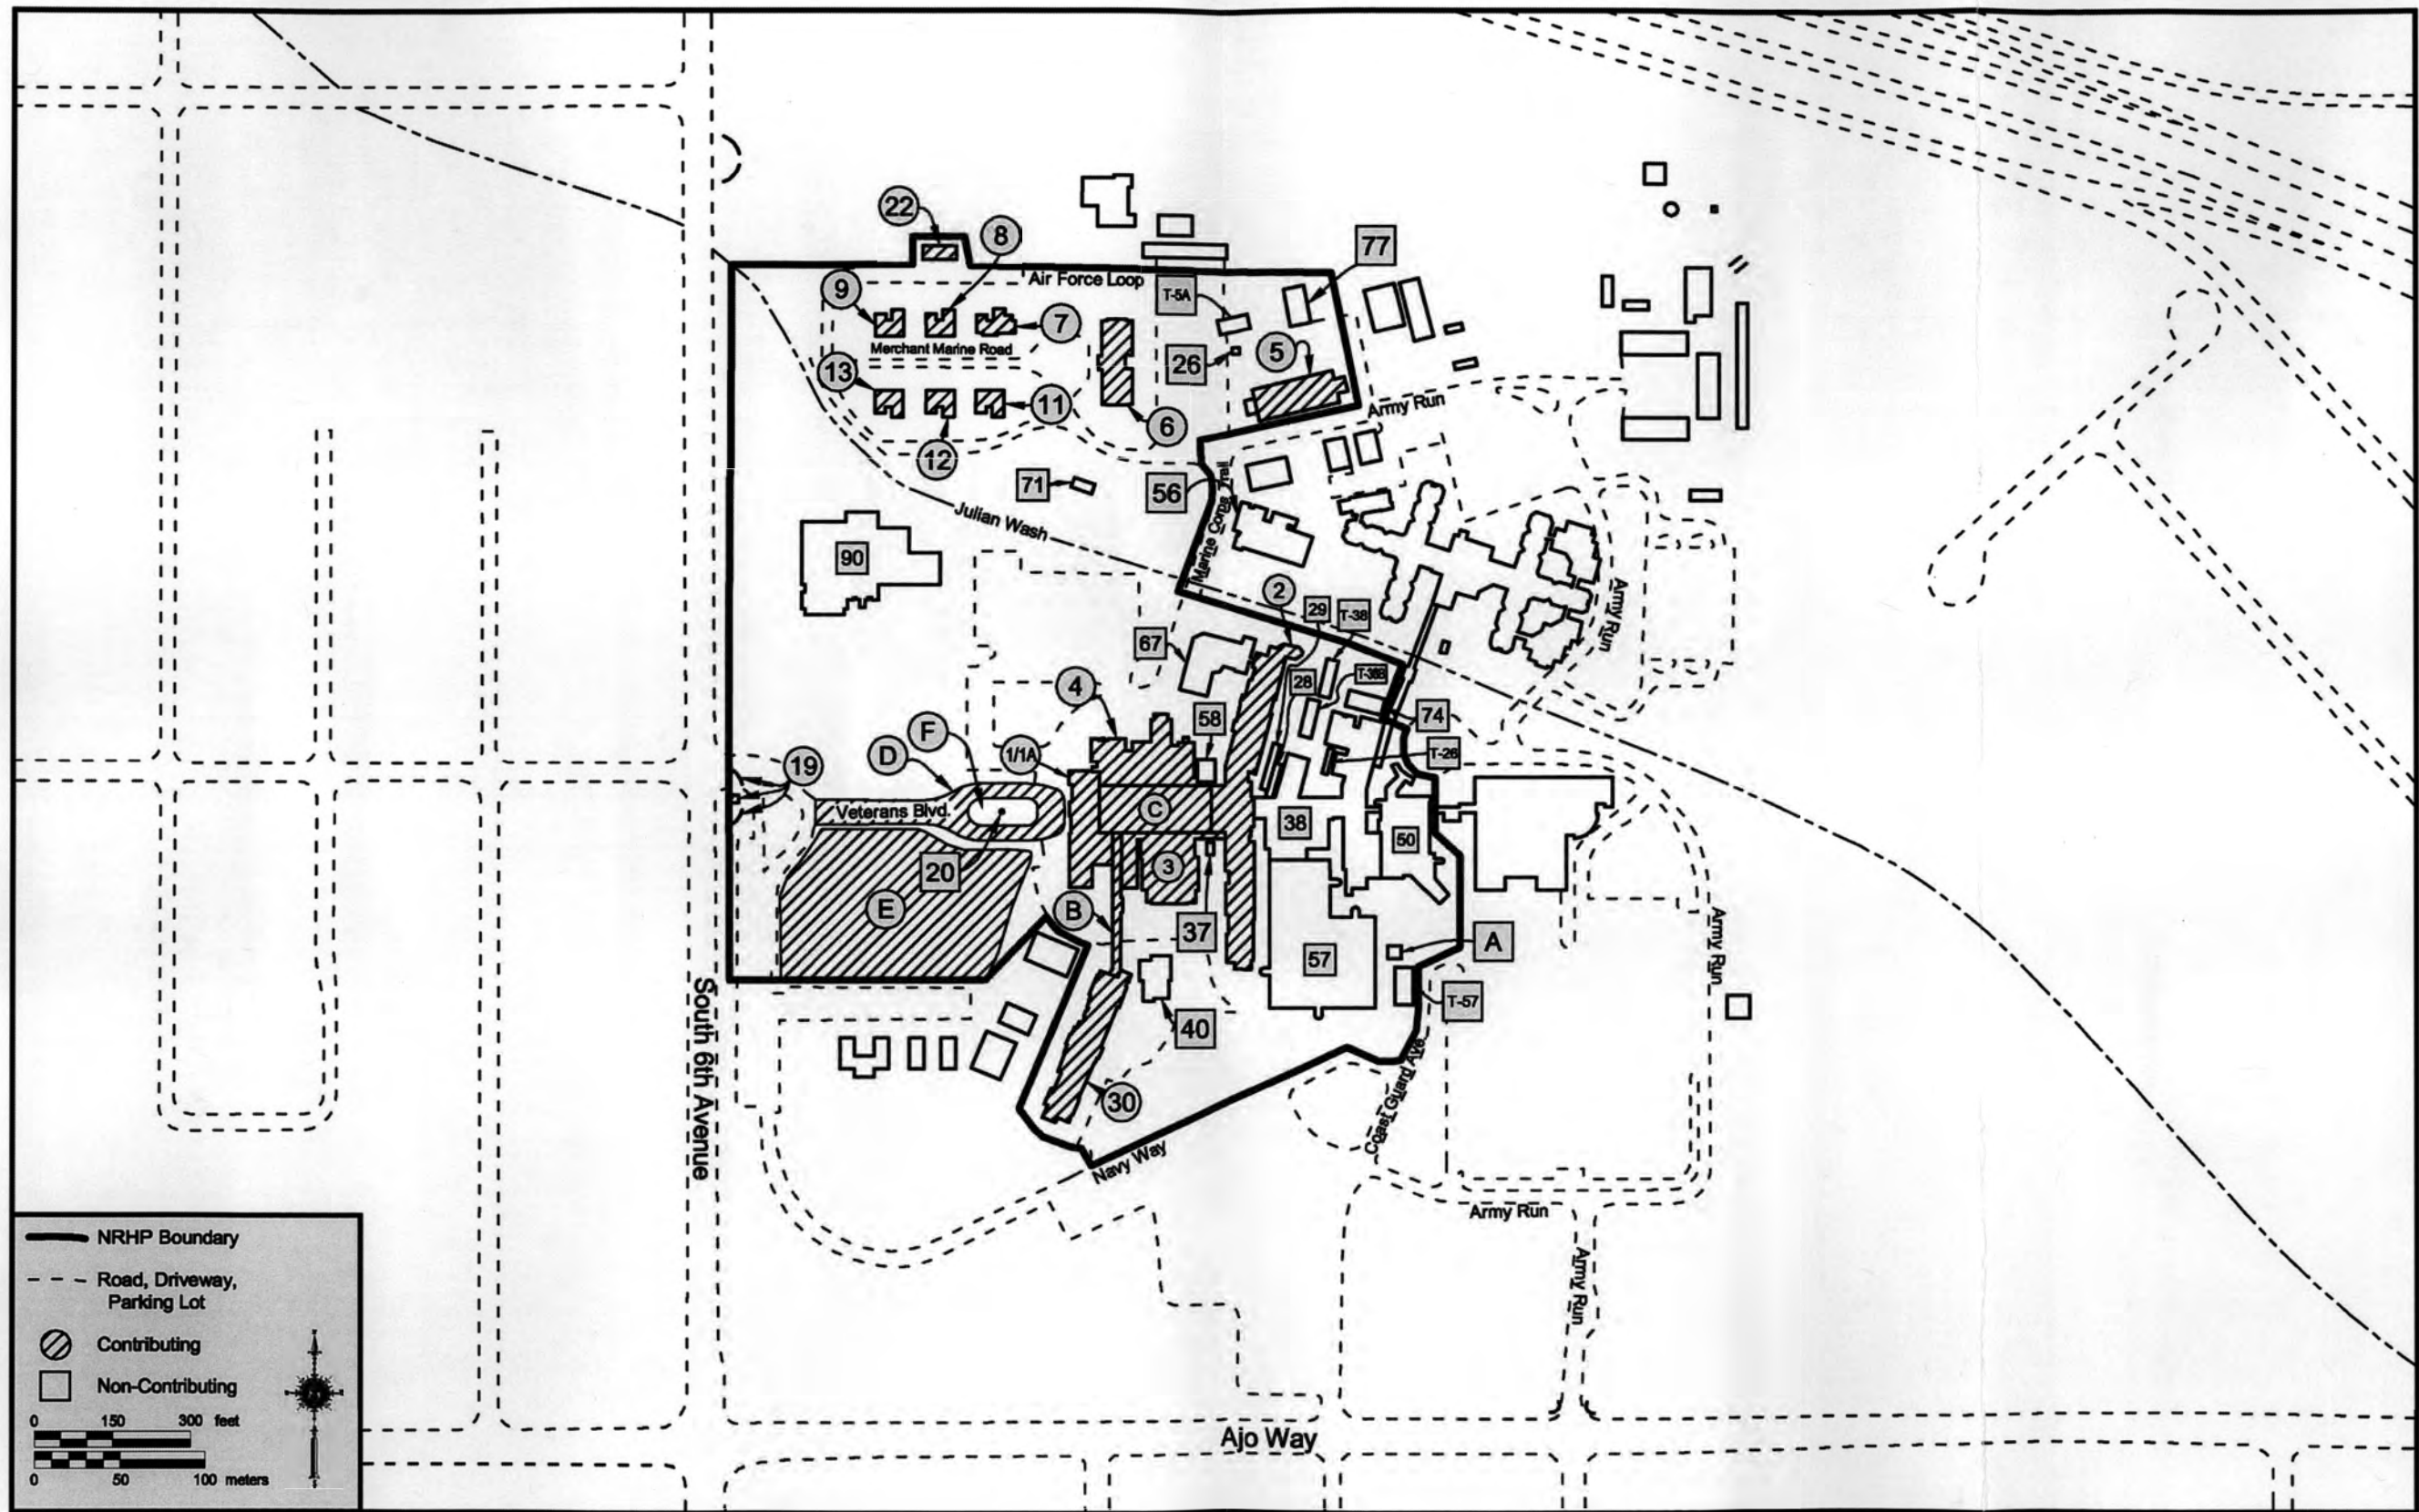 22
8
77
Air Force Loop
9
T-5A
7
5
Merchant Marine Road
26
13
11
Army Run
6
12
71
56
Marine Corps Trail
Julian Wash
90
2
29
T-38
Army Run
67
28
T-38B
4
58
74
F
D
1/1A
T-26
19
Veterans Blvd.
C
38
50
20
3
E
B
37
A
57
Army Run
T-57
40
South 6th Avenue
30
Coast Guard Ave.
Navy Way
Army Run
Army Run
NRHP Boundary
Road, Driveway,
Parking Lot
Contributing
Non-Contributing
0 150 300 feet
0 50 100 meters
Ajo Way